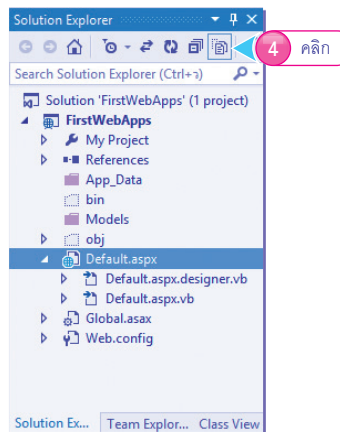 Solution Explorer
4 คลิก
Search Solution Explorer (Ctrl+ว)
Solution 'FirstWebApps' (1 project)
FirstWebApps
My Project
References
App_Data
bin
Models
obj
Default.aspx
Default.aspx.designer.vb
Default.aspx.vb
Global.asax
Web.config
Solution Ex... Team Explor... Class View